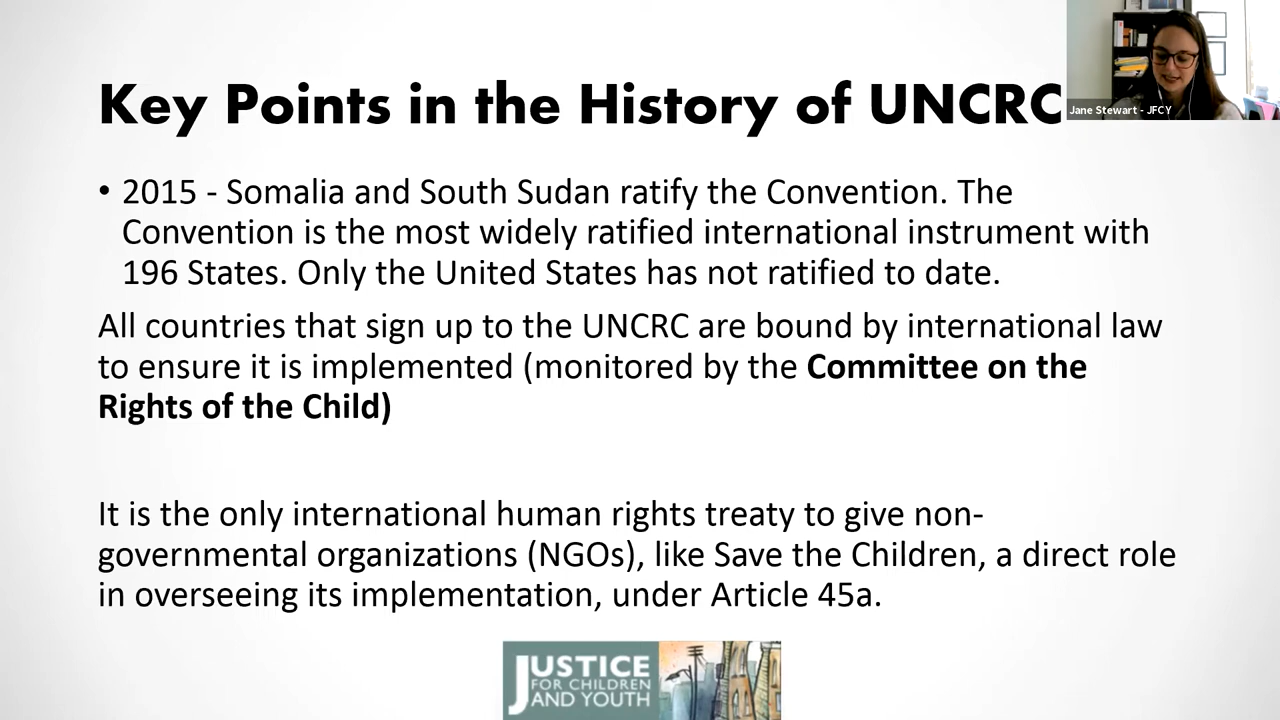 Key Points in the History of UNCRC
Jane Stewart - JFCY
• 2015 - Somalia and South Sudan ratify the Convention. The
Convention is the most widely ratified international instrument with
196 States. Only the United States has not ratified to date.
All countries that sign up to the UNCRC are bound by international law
to ensure it is implemented (monitored by the Committee on the
Rights of the Child)
It is the only international human rights treaty to give non-
governmental organizations (NGOs), like Save the Children, a direct role
in overseeing its implementation, under Article 45a.
JUSTICE
FOR CHILDREN
AND YOUTH